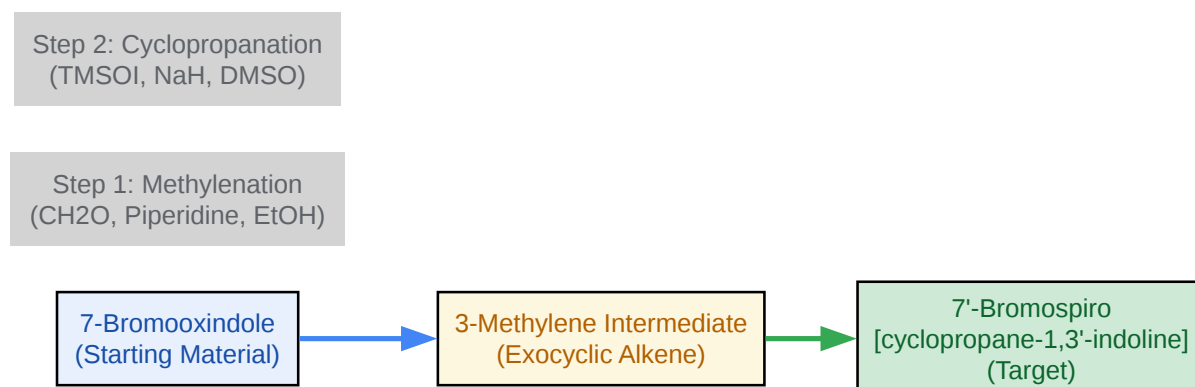 Step 2: Cyclopropanation
(TMSOI, NaH, DMSO)
Step 1: Methylenation
(CH2O, Piperidine, EtOH)
7-Bromooxindole
(Starting Material)
3-Methylene Intermediate
(Exocyclic Alkene)
7'-Bromospiro
[cyclopropane-1,3'-indoline]
(Target)